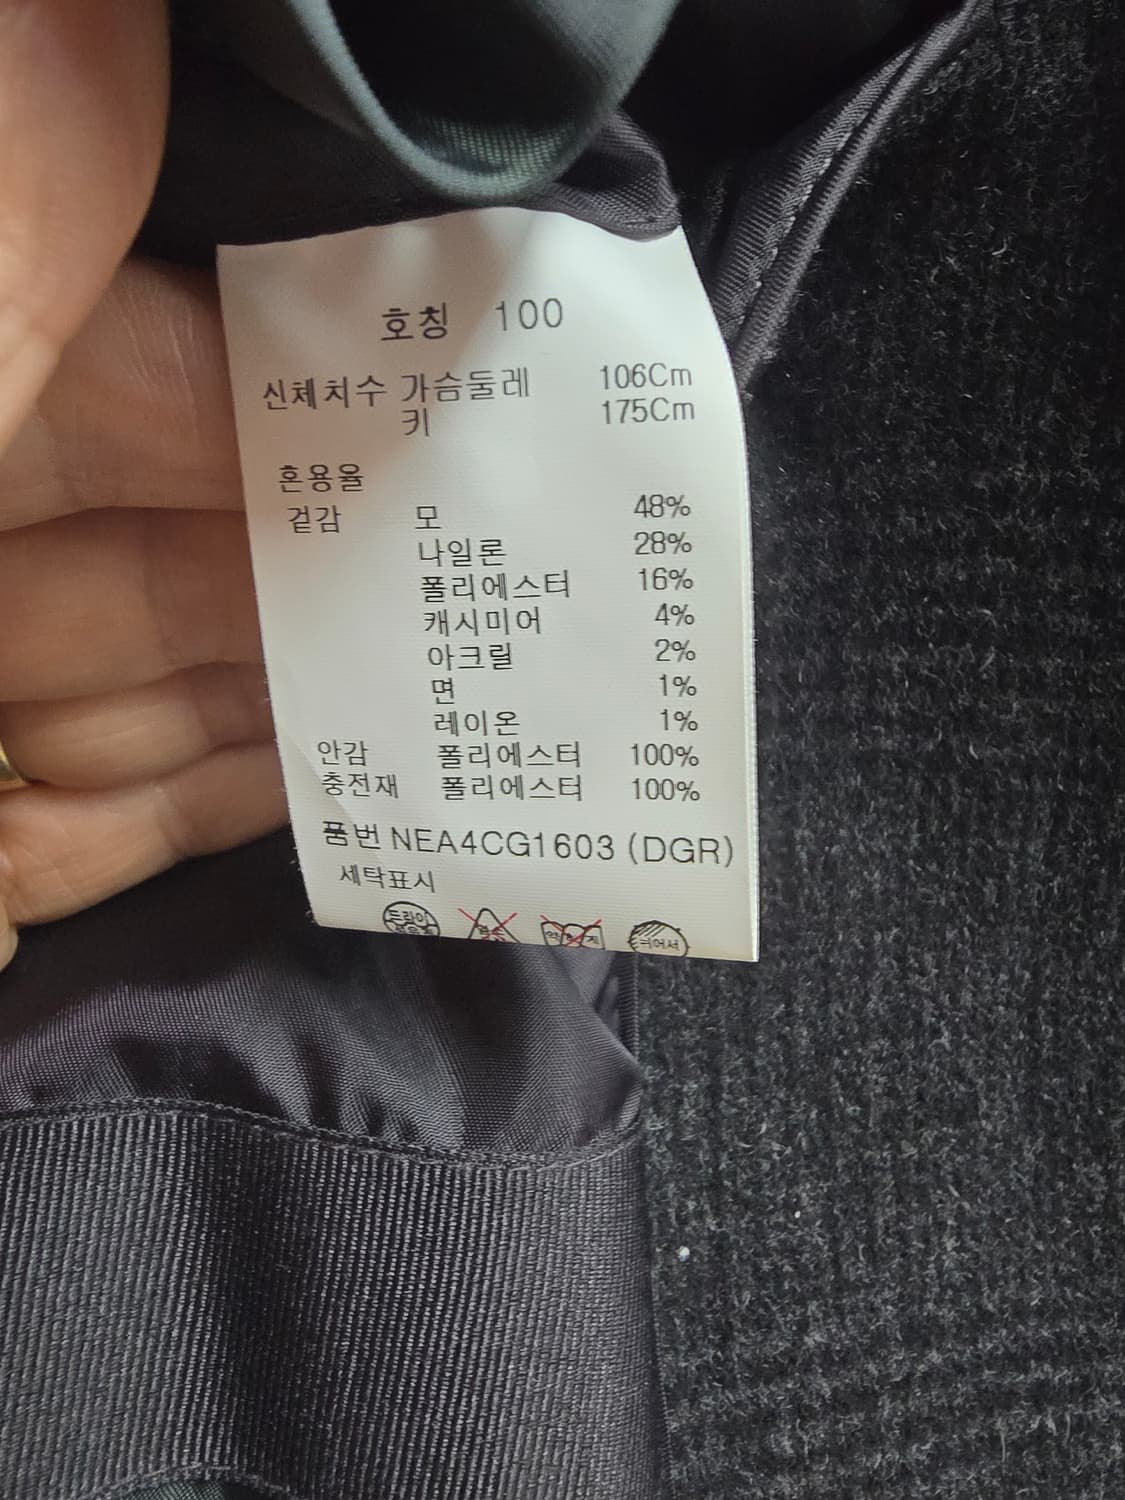 호칭 100
신체치수 가슴둘레 106Cm
키 175Cm
혼용율
겉감 모 48%
나일론 28%
폴리에스터 16%
캐시미어 4%
아크릴 2%
면 1%
레이온 1%
안감 폴리에스터 100%
충전재 폴리에스터 100%
품번 NEA4CG1603 (DGR)
세탁표시
드라이